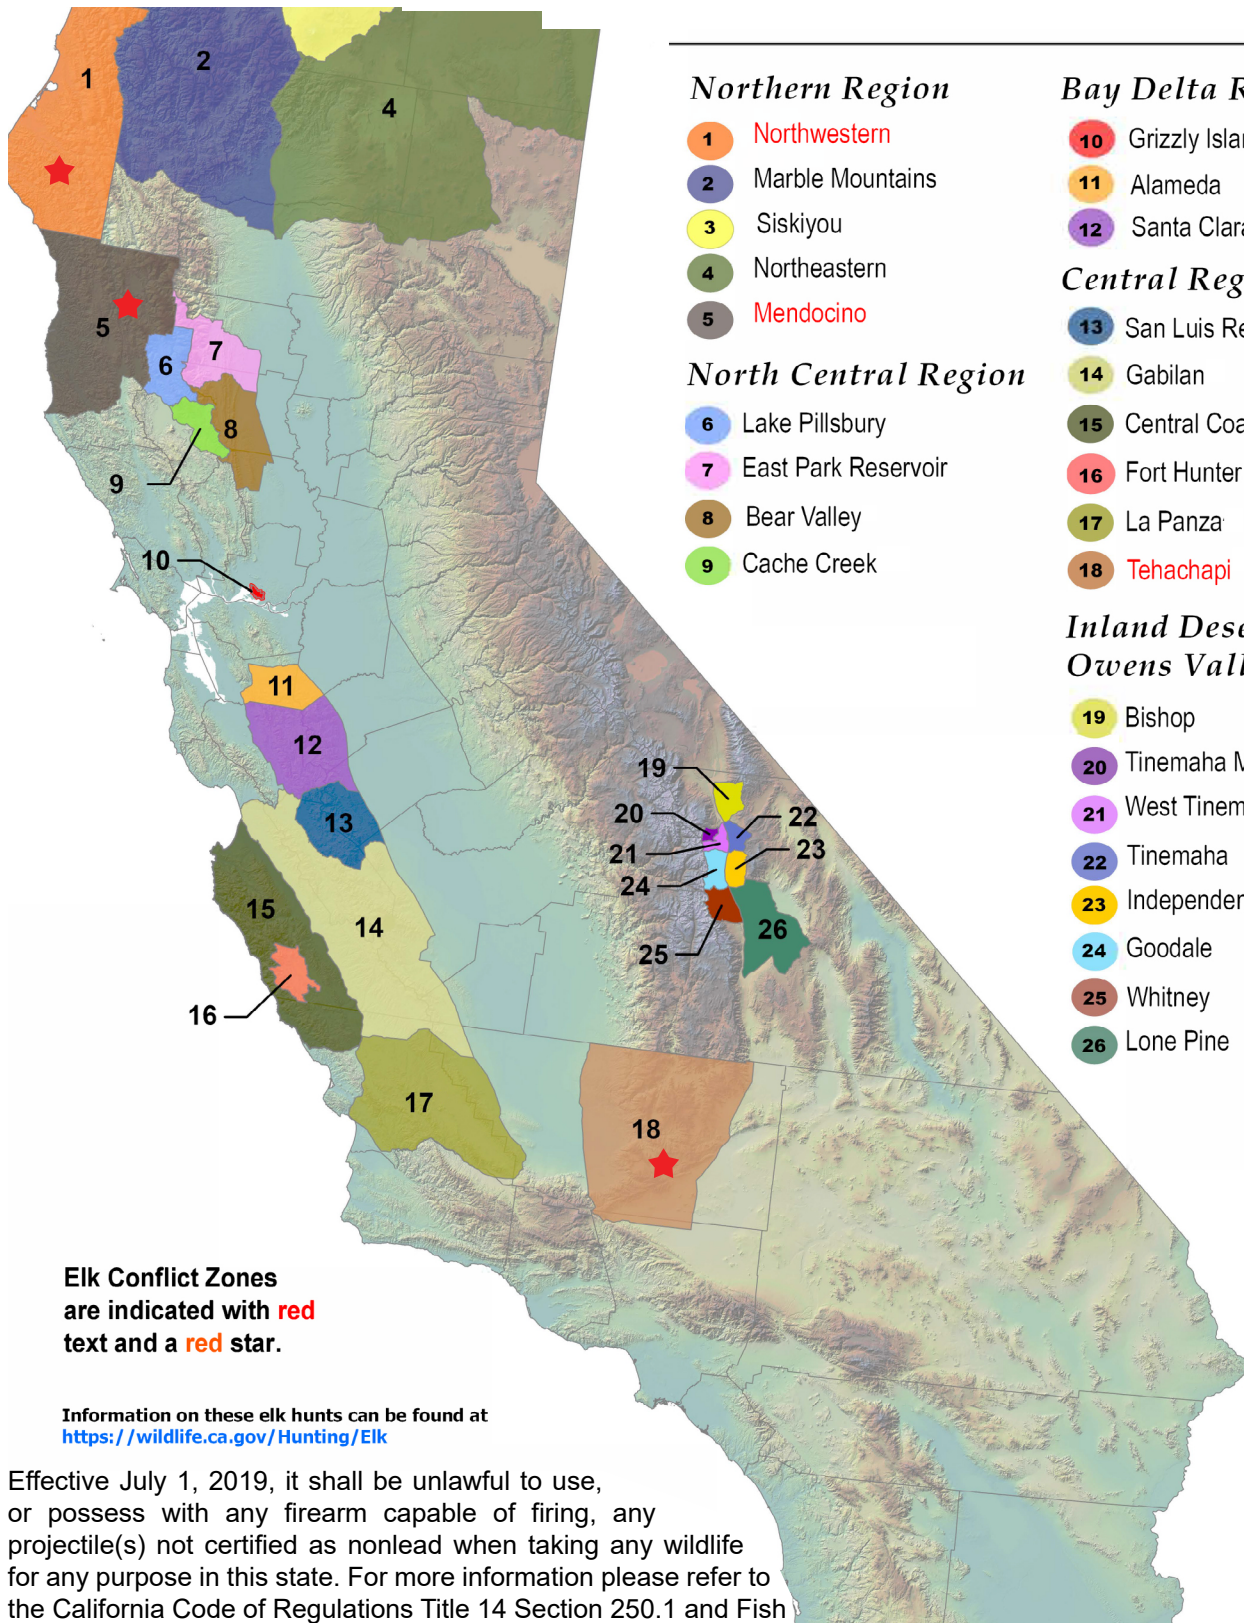 Northern Region
1 Northwestern
2 Marble Mountains
3 Siskiyou
4 Northeastern
5 Mendocino
North Central Region
6 Lake Pillsbury
7 East Park Reservoir
8 Bear Valley
9 Cache Creek
Bay Delta R
10 Grizzly Islan
11 Alameda
12 Santa Clara
Central Reg
13 San Luis Re
14 Gabilan
15 Central Coa
16 Fort Hunter
17 La Panza
18 Tehachapi
Inland Dese
Owens Vall
19 Bishop
20 Tinemaha M
21 West Tinem
22 Tinemaha
23 Independen
24 Goodale
25 Whitney
26 Lone Pine
1
2
4
5
6
7
8
9
10
11
12
13
14
15
16
17
18
19
20
21
22
23
24
25
26
Elk Conflict Zones
are indicated with red
text and a red star.
Information on these elk hunts can be found at
https://wildlife.ca.gov/Hunting/Elk
Effective July 1, 2019, it shall be unlawful to use,
or possess with any firearm capable of firing, any
projectile(s) not certified as nonlead when taking any wildlife
for any purpose in this state. For more information please refer to
the California Code of Regulations Title 14 Section 250.1 and Fish